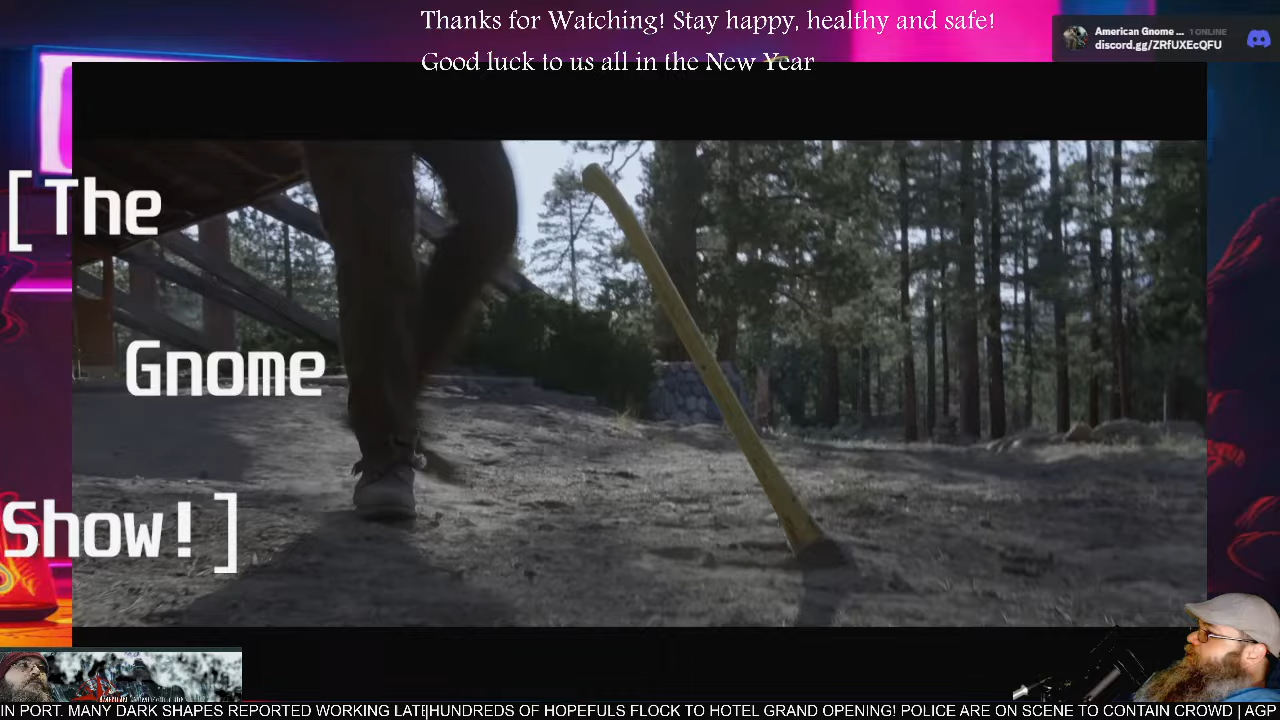 Thanks for Watching! Stay happy, healthy and safe!
Good luck to us all in the New Year
American Gnome ... 1 ONLINE
discord.gg/ZRfUXEcQFU
[The
Gnome
Show!]
IN PORT. MANY DARK SHAPES REPORTED WORKING LATE HUNDREDS OF HOPEFULS FLOCK TO HOTEL GRAND OPENING! POLICE ARE ON SCENE TO CONTAIN CROWD | AGP